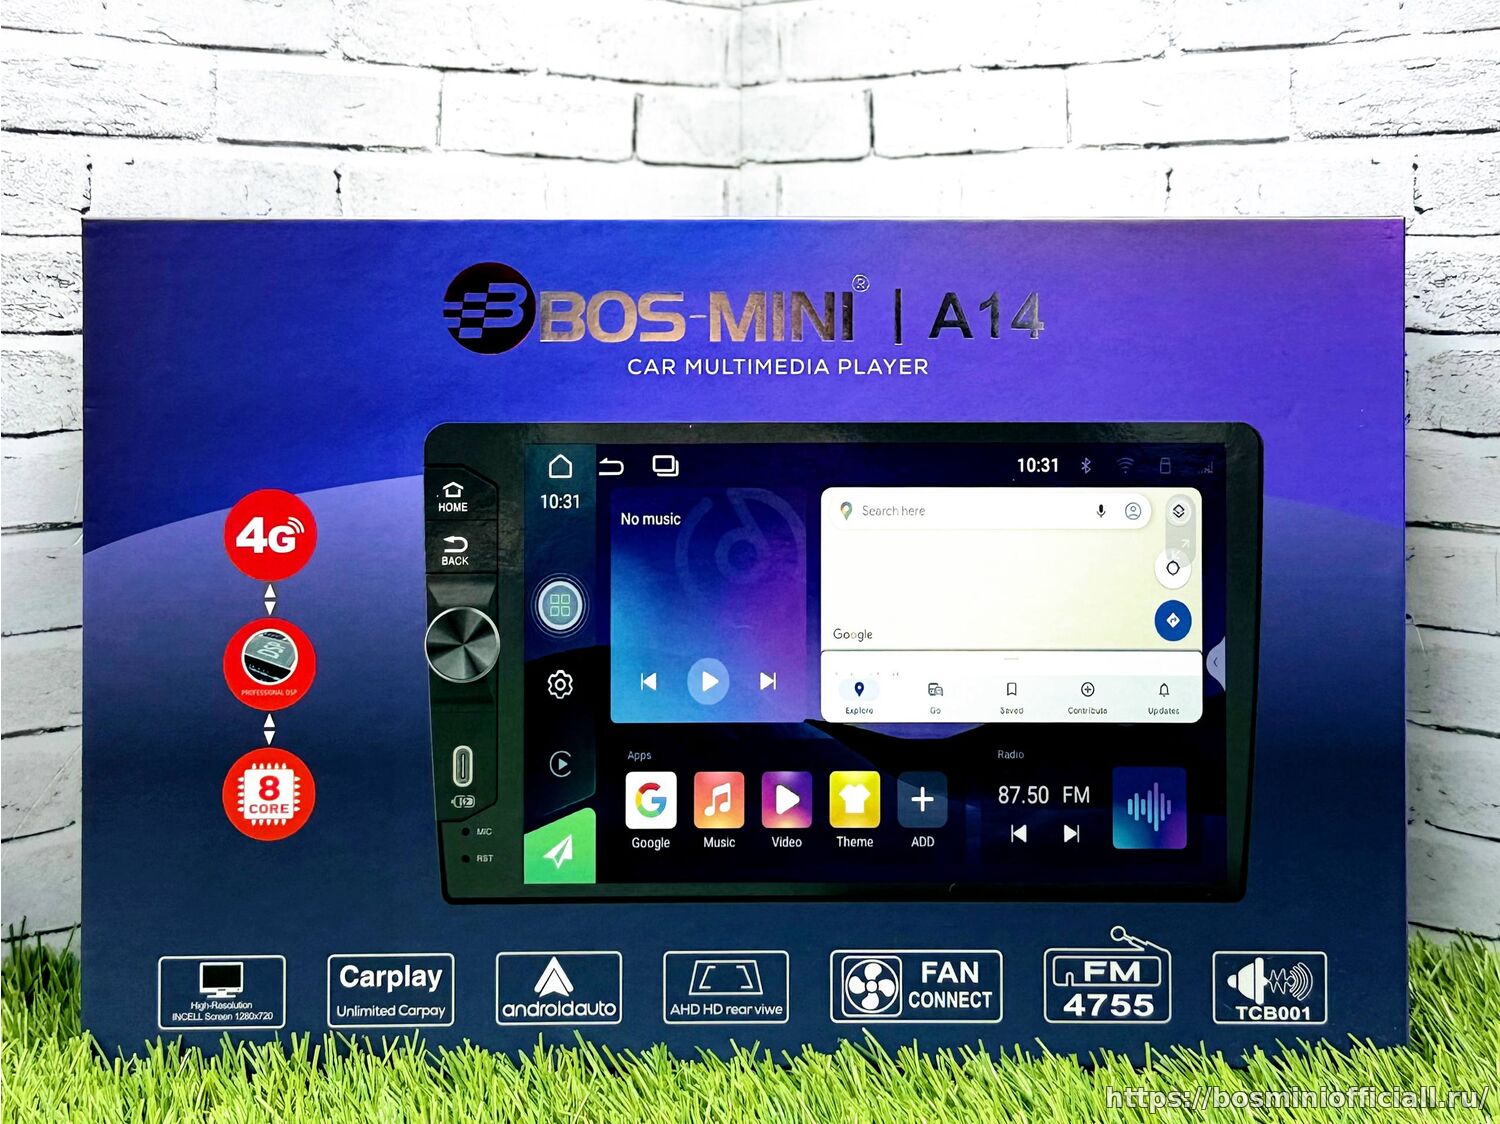 BOS-MINI® | A14
CAR MULTIMEDIA PLAYER
4G
DSP
PROFESSIONAL DSP
8
CORE
HOME
BACK
MIC
RST
10:31
10:31
No music
Search here
Google
Explore
Go
Saved
Contribute
Updates
Apps
Google
Music
Video
Theme
ADD
Radio
87.50 FM
High-Resolution
INCELL Screen 1280x720
Carplay
Unlimited Carpay
androidauto
AHD HD rear viwe
FAN
CONNECT
FM
4755
TCB001
https://bosminiofficiall.ru/